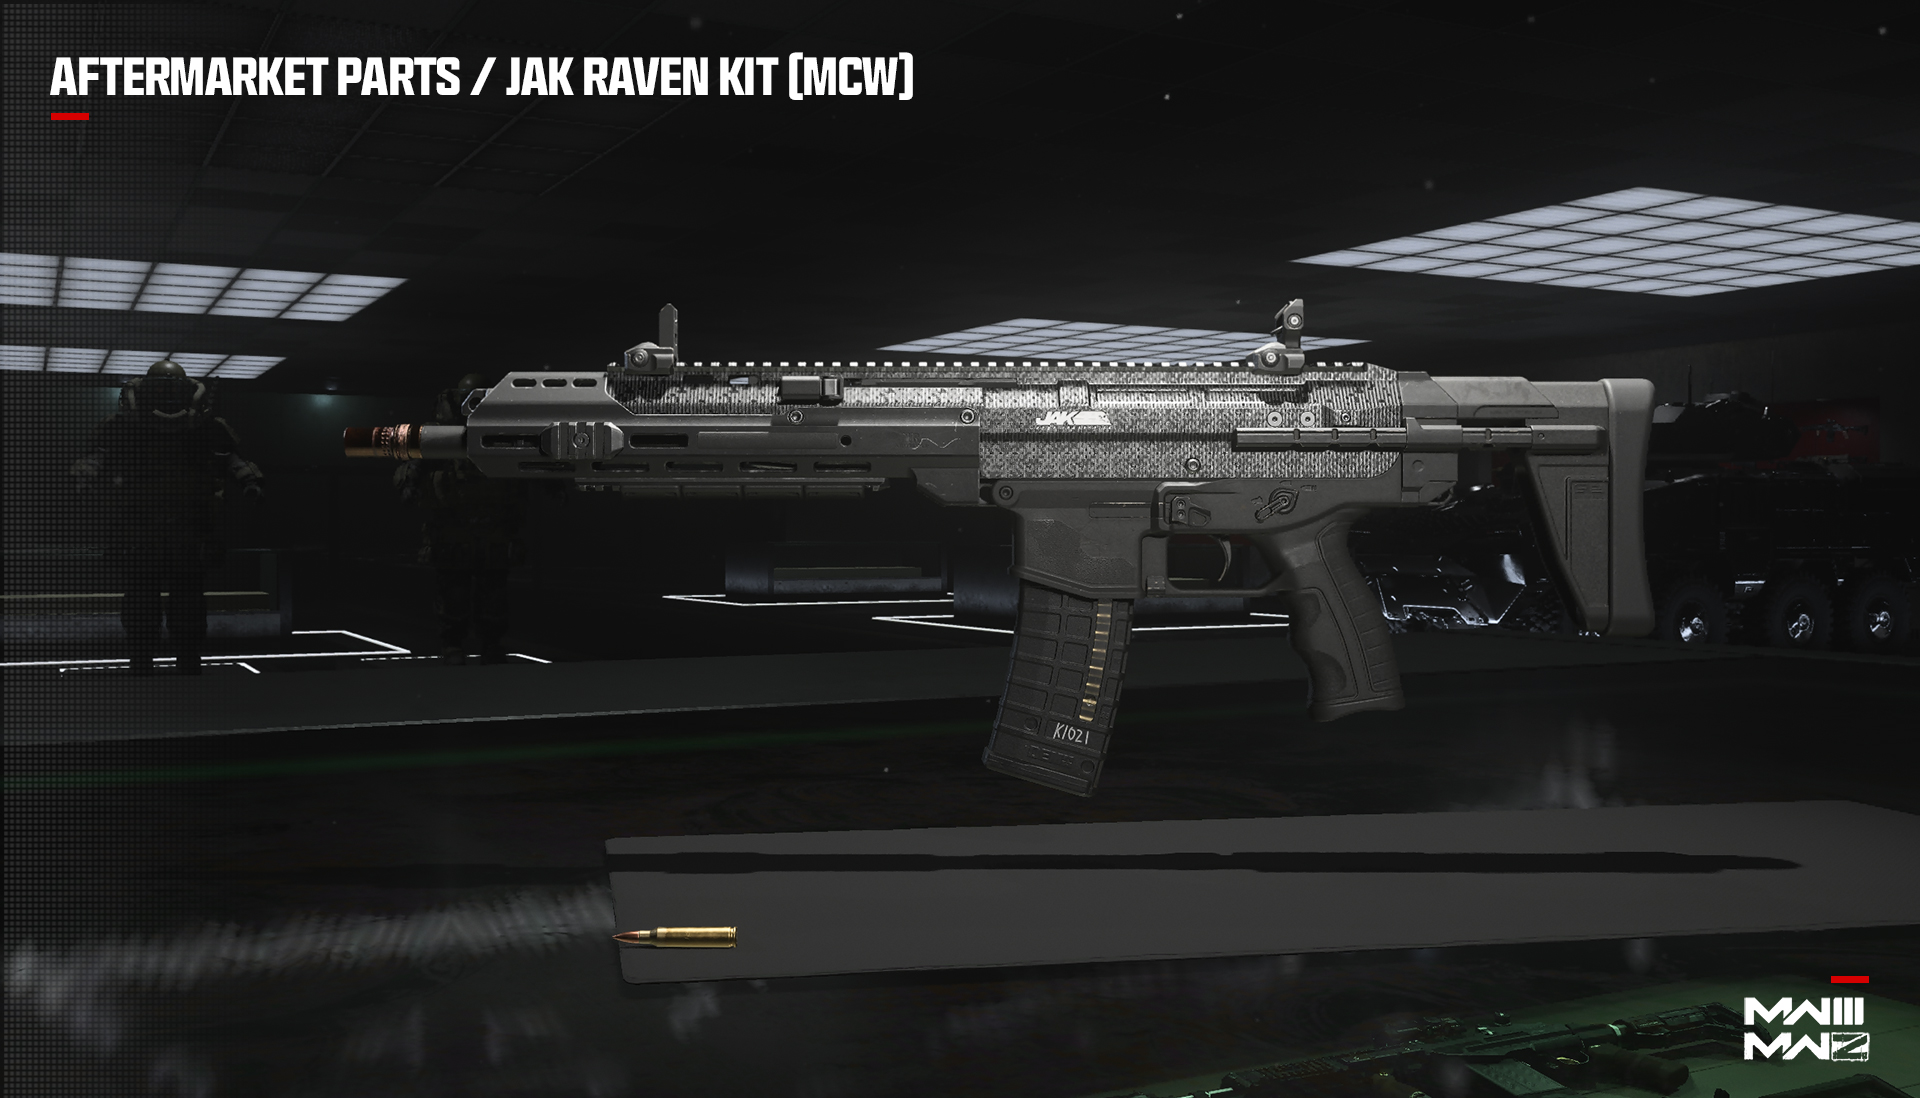 AFTERMARKET PARTS / JAK RAVEN KIT [MCW]
JAK
K1021
MWIII
MWZ